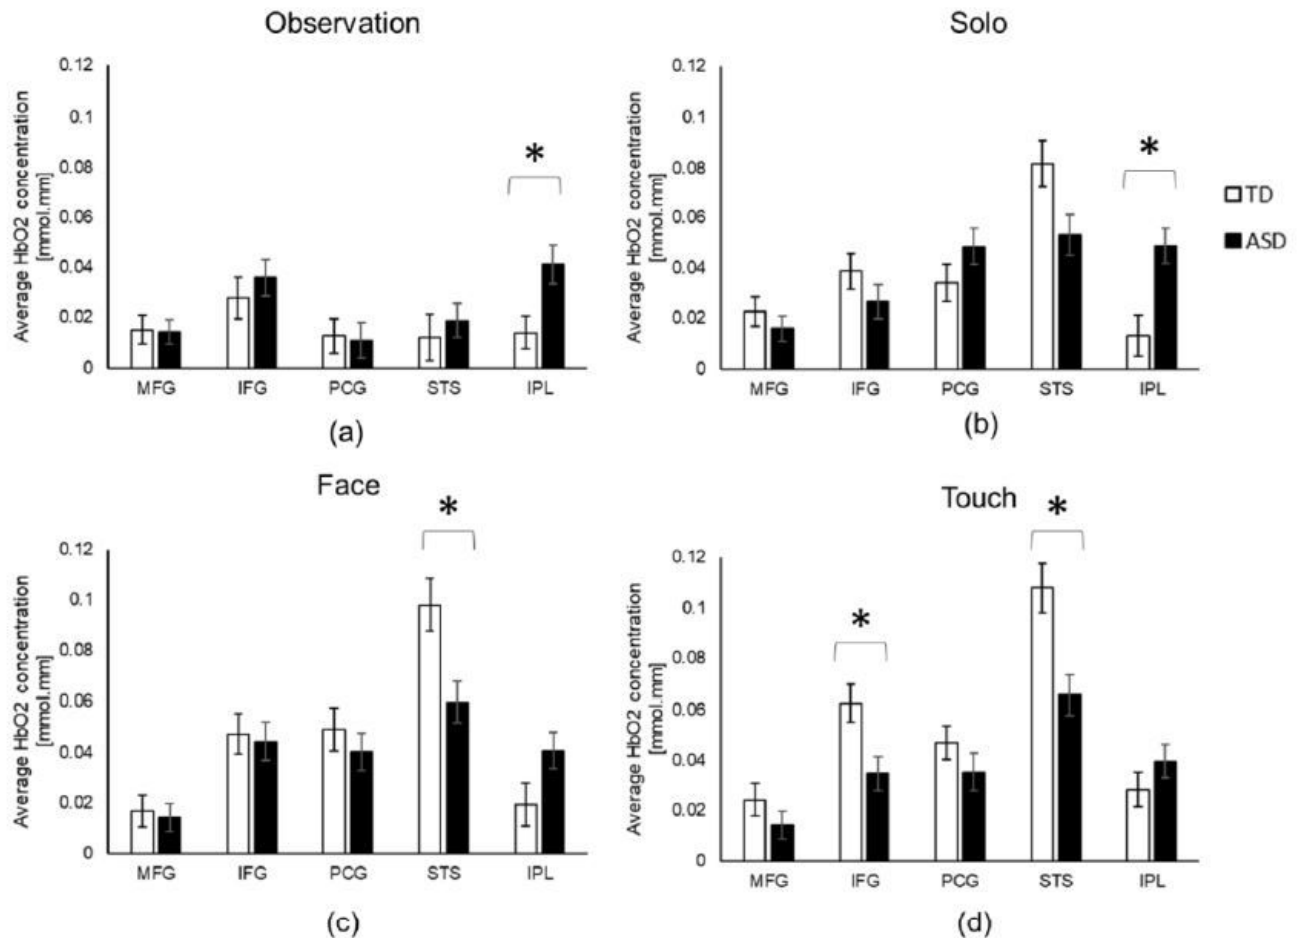 Observation
Average HbO2 concentration
[mmol.mm]
0.12
0.1
0.08
0.06
0.04
0.02
0
*
MFG IFG PCG STS IPL
(a)
Solo
Average HbO2 concentration
[mmol.mm]
0.12
0.1
0.08
0.06
0.04
0.02
0
*
MFG IFG PCG STS IPL
(b)
TD
ASD
Face
Average HbO2 concentration
[mmol.mm]
0.12
0.1
0.08
0.06
0.04
0.02
0
*
MFG IFG PCG STS IPL
(c)
Touch
Average HbO2 concentration
[mmol.mm]
0.12
0.1
0.08
0.06
0.04
0.02
0
*
*
MFG IFG PCG STS IPL
(d)